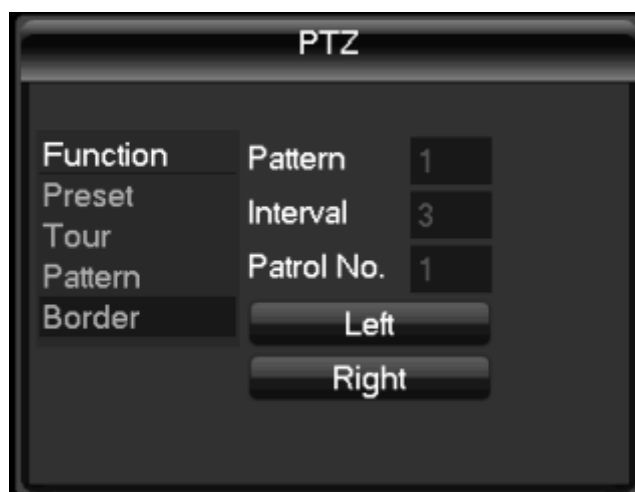 PTZ
Function
Preset
Tour
Pattern
Border
Pattern 1
Interval 3
Patrol No. 1
Left
Right